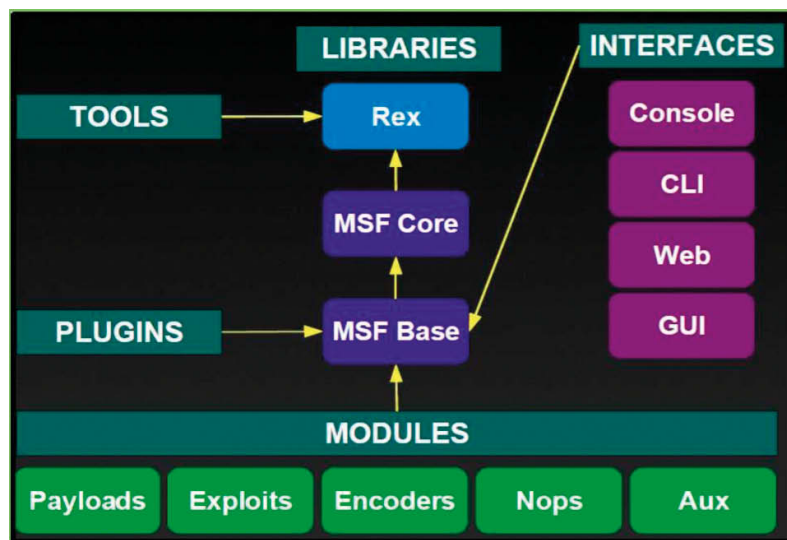 LIBRARIES
INTERFACES
TOOLS
Rex
Console
CLI
MSF Core
Web
PLUGINS
MSF Base
GUI
MODULES
Payloads
Exploits
Encoders
Nops
Aux